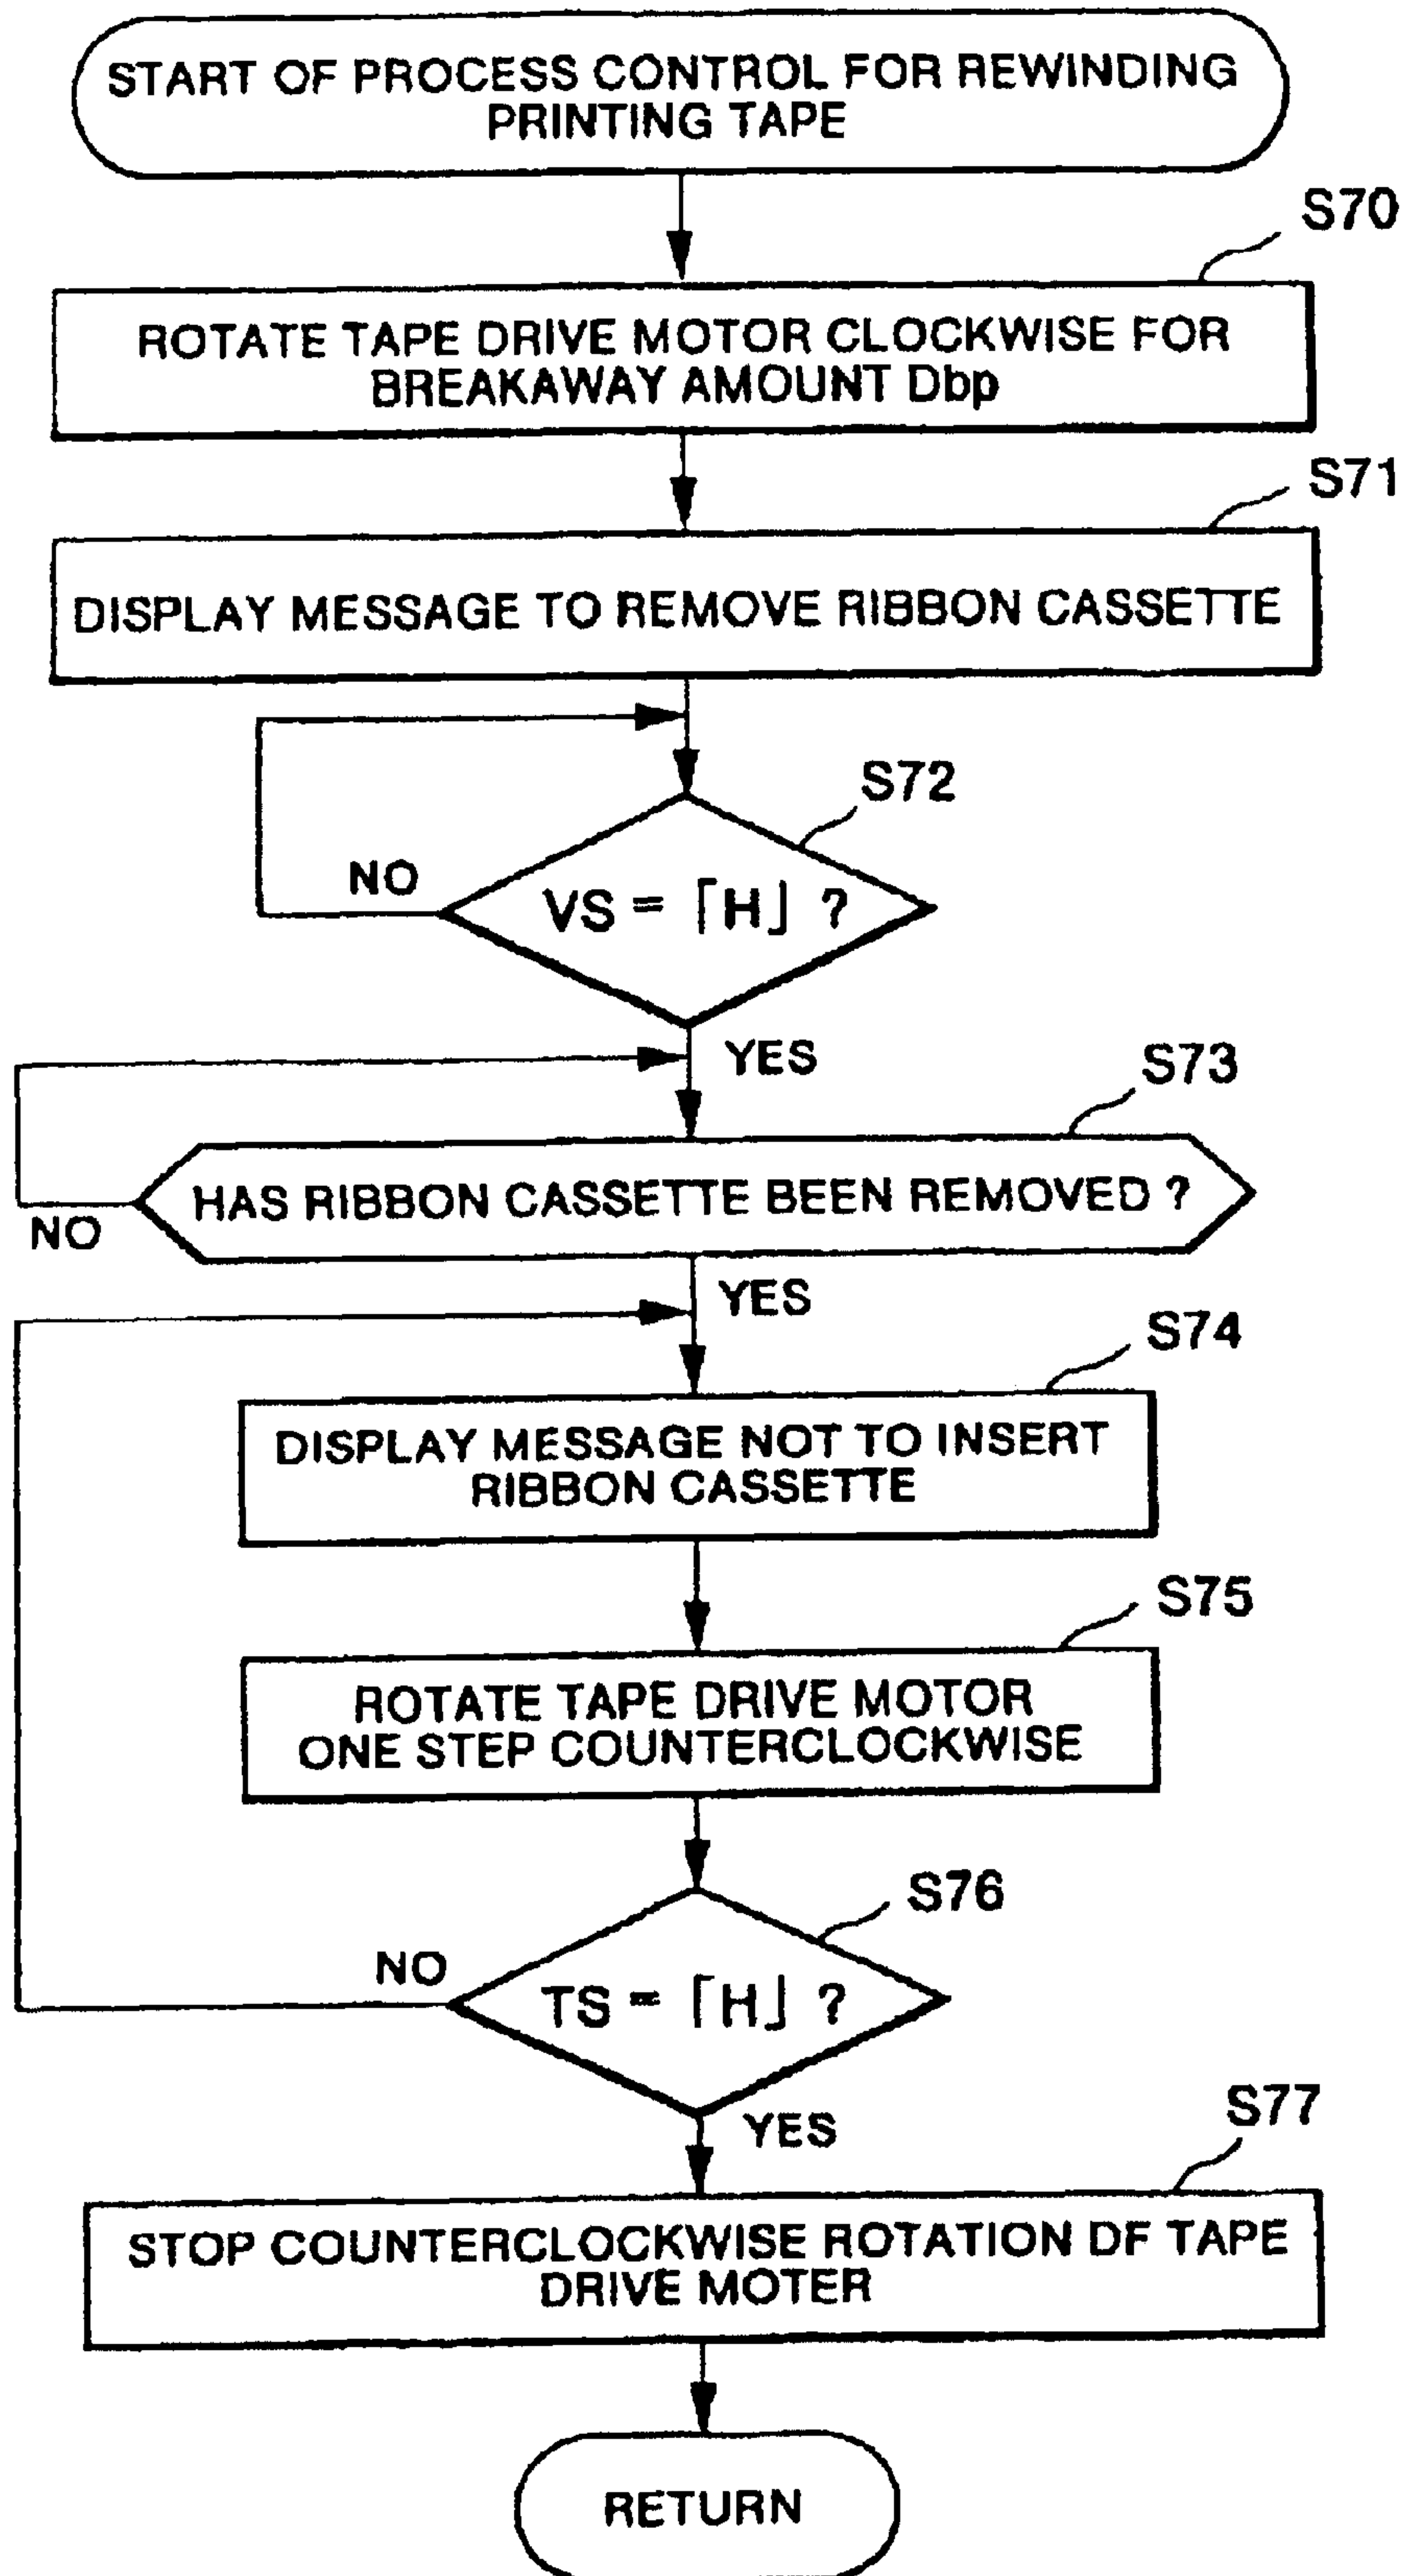 START OF PROCESS CONTROL FOR REWINDING
PRINTING TAPE
S70
ROTATE TAPE DRIVE MOTOR CLOCKWISE FOR
BREAKAWAY AMOUNT Dbp
S71
DISPLAY MESSAGE TO REMOVE RIBBON CASSETTE
S72
NO
VS = ｢H｣ ?
YES
S73
HAS RIBBON CASSETTE BEEN REMOVED ?
NO
YES
S74
DISPLAY MESSAGE NOT TO INSERT
RIBBON CASSETTE
S75
ROTATE TAPE DRIVE MOTOR
ONE STEP COUNTERCLOCKWISE
S76
NO
TS = ｢H｣ ?
YES
S77
STOP COUNTERCLOCKWISE ROTATION DF TAPE
DRIVE MOTER
RETURN